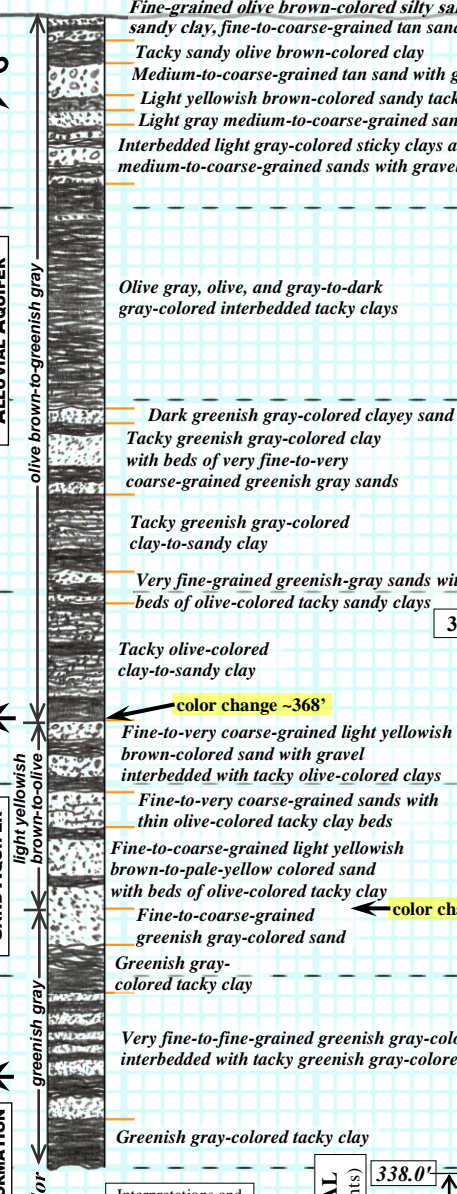 Fine-grained olive brown-colored silty
sandy clay, fine-to-coarse-grained tan
Tacky sandy olive brown-colored clay
Medium-to-coarse-grained tan sand with
Light yellowish brown-colored sandy
Light gray medium-to-coarse-grained
Interbedded light gray-colored sticky clays
medium-to-coarse-grained sands with
ALLUVIAL AQUIFER
olive brown-to-greenish gray
Olive gray, olive, and gray-to-dark
gray-colored interbedded tacky clays
Dark greenish gray-colored clayey sand
Tacky greenish gray-colored clay
with beds of very fine-to-very
coarse-grained greenish gray sands
Tacky greenish gray-colored
clay-to-sandy clay
Very fine-grained greenish-gray sands
beds of olive-colored tacky sandy clays
3
Tacky olive-colored
clay-to-sandy clay
color change ~368’
light yellowish
brown-to-olive
Fine-to-very coarse-grained light yellowish
brown-colored sand with gravel
interbedded with tacky olive-colored clays
Fine-to-very coarse-grained sands with
thin olive-colored tacky clay beds
Fine-to-coarse-grained light yellowish
brown-to-pale-yellow colored sand
with beds of olive-colored tacky clay
color
Fine-to-coarse-grained
greenish gray-colored sand
Greenish gray-
colored tacky clay
greenish gray
Very fine-to-fine-grained greenish
interbedded with tacky greenish
Greenish gray-colored tacky clay
338.0'
Interpretations and